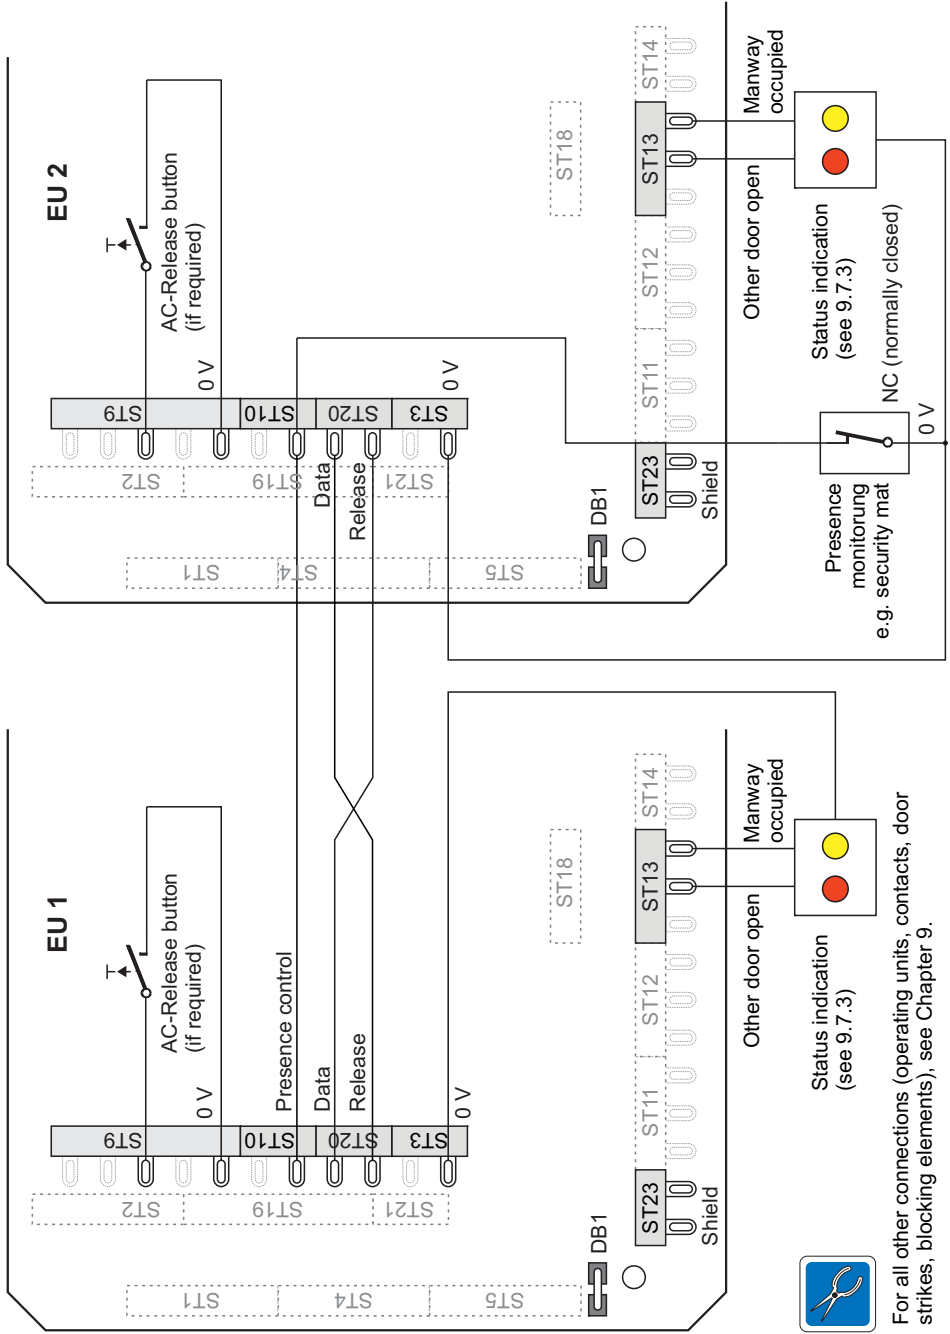 EU 1
AC-Release button
(if required)
0 V
ST9
ST10
ST20
ST3
ST2
ST19
ST21
ST1
ST4
ST5
Presence control
Data
Release
0 V
DB1
ST18
ST23
ST11
ST12
ST13
ST14
Shield
Other door open
Manway
occupied
Status indication
(see 9.7.3)
EU 2
AC-Release button
(if required)
0 V
ST9
ST10
ST20
ST3
ST2
ST19
ST21
ST1
ST4
ST5
Data
Release
0 V
DB1
ST18
ST23
ST11
ST12
ST13
ST14
Shield
Other door open
Manway
occupied
Status indication
(see 9.7.3)
NC (normally closed)
0 V
Presence
monitorung
e.g. security mat
For all other connections (operating units, contacts, door
strikes, blocking elements), see Chapter 9.